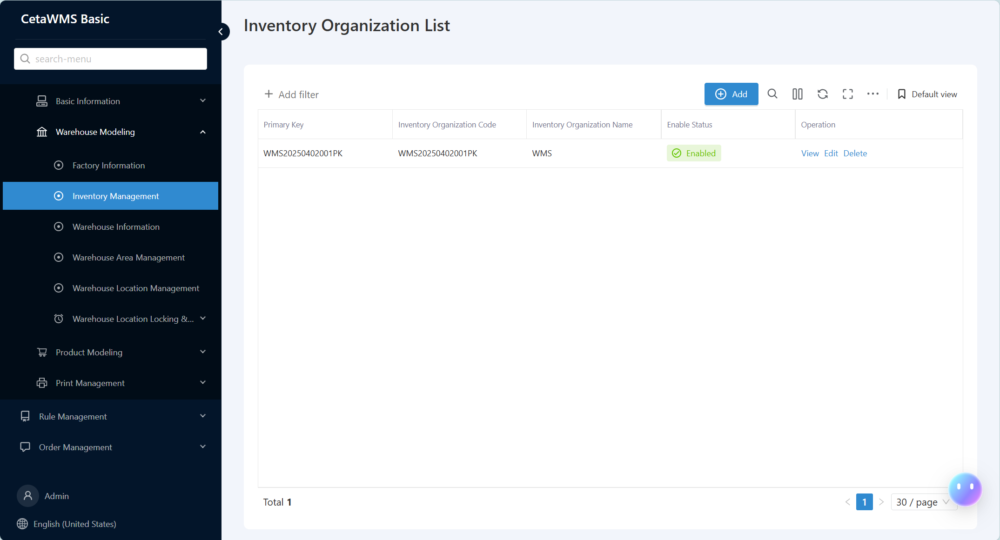 CetaWMS Basic
search-menu
Basic Information
Warehouse Modeling
Factory Information
Inventory Management
Warehouse Information
Warehouse Area Management
Warehouse Location Management
Warehouse Location Locking &...
Product Modeling
Print Management
Rule Management
Order Management
Admin
English (United States)
Inventory Organization List
Add filter
Add
Default view
Primary Key Inventory Organization Code Inventory Organization Name Enable Status Operation
WMS20250402001PK WMS20250402001PK WMS Enabled View Edit Delete
Total 1
1
30 / page